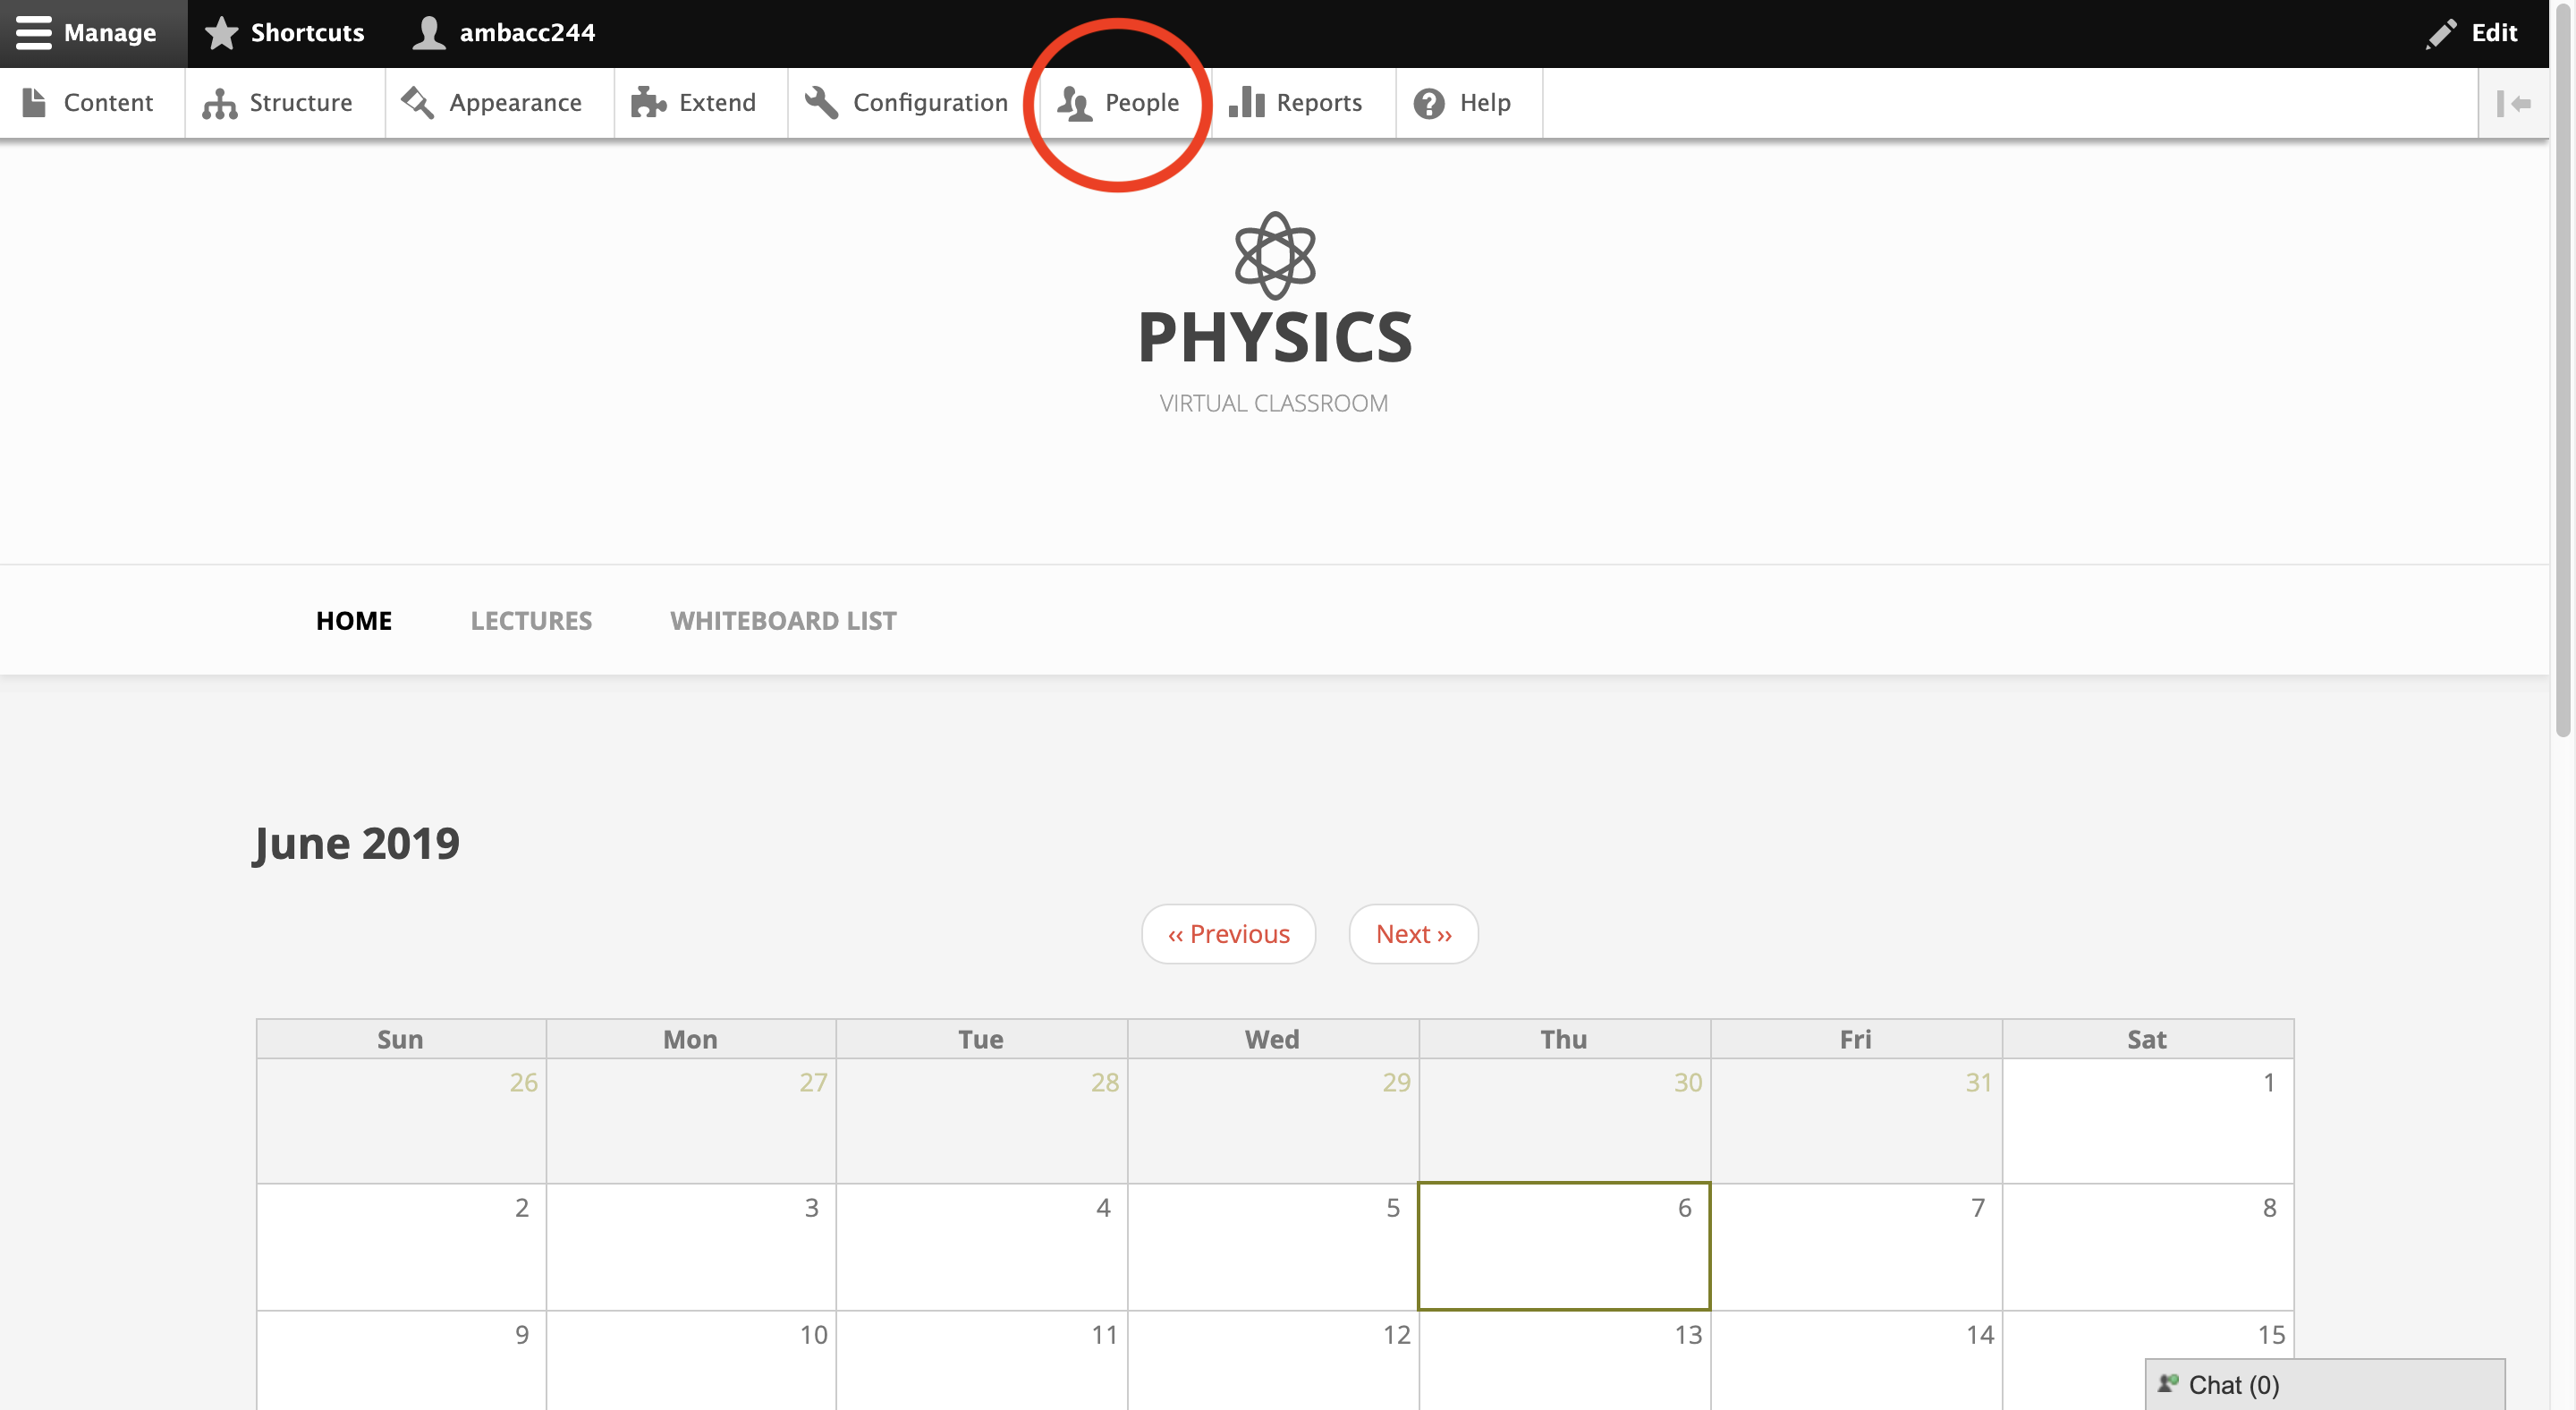 Manage Shortcuts ambacc244 Edit
Content Structure Appearance Extend Configuration People Reports Help
PHYSICS
VIRTUAL CLASSROOM
HOME LECTURES WHITEBOARD LIST
June 2019
‹‹ Previous Next ››
Sun Mon Tue Wed Thu Fri Sat
26 27 28 29 30 31 1
2 3 4 5 6 7 8
9 10 11 12 13 14 15
Chat (0)